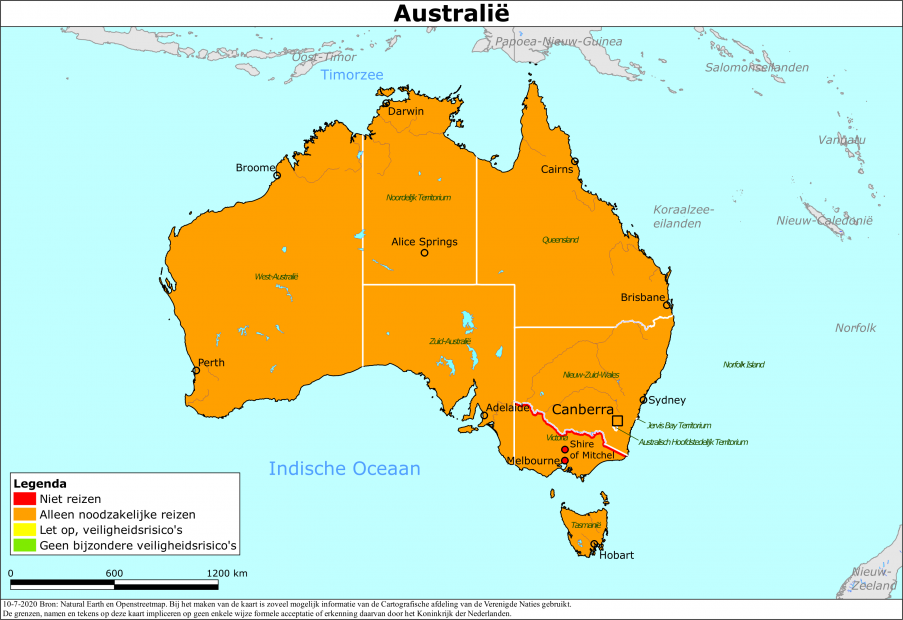 Australië
Papoea-Nieuw-Guinea
Oost-Timor
Salomonseilanden
Timorzee
Darwin
Vanuatu
Broome
Cairns
Noordelijk Territorium
Koraalzee-
eilanden
Nieuw-Caledonië
Alice Springs
Queensland
West-Australië
Brisbane
Norfolk
Zuid-Australië
Perth
Norfolk Island
Nieuw-Zuid-Wales
Sydney
Adelaide
Canberra
Jervis Bay Territorium
Victoria
Australisch Hoofdstedelijk Territorium
Shire
of Mitchel
Melbourne
Indische Oceaan
Tasmanië
Hobart
Nieuw-
Zeeland
Legenda
Niet reizen
Alleen noodzakelijke reizen
Let op, veiligheidsrisico's
Geen bijzondere veiligheidsrisico's
0 600 1200 km
10-7-2020 Bron: Natural Earth en Openstreetmap. Bij het maken van de kaart is zoveel mogelijk informatie van de Cartografische afdeling van de Verenigde Naties gebruikt.
De grenzen, namen en tekens op deze kaart impliceren op geen enkele wijze formele acceptatie of erkenning daarvan door het Koninkrijk der Nederlanden.